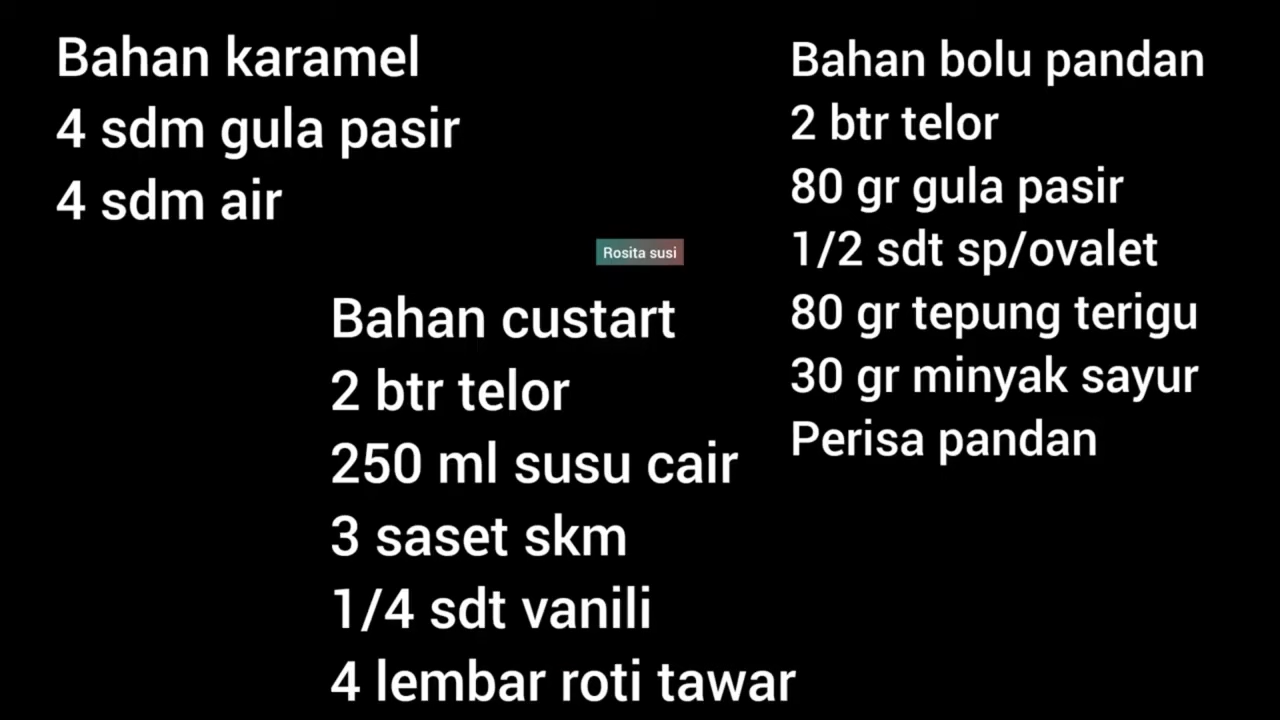 Bahan karamel
4 sdm gula pasir
4 sdm air
Rosita susi
Bahan custart
2 btr telor
250 ml susu cair
3 saset skm
1/4 sdt vanili
4 lembar roti tawar
Bahan bolu pandan
2 btr telor
80 gr gula pasir
1/2 sdt sp/ovalet
80 gr tepung terigu
30 gr minyak sayur
Perisa pandan